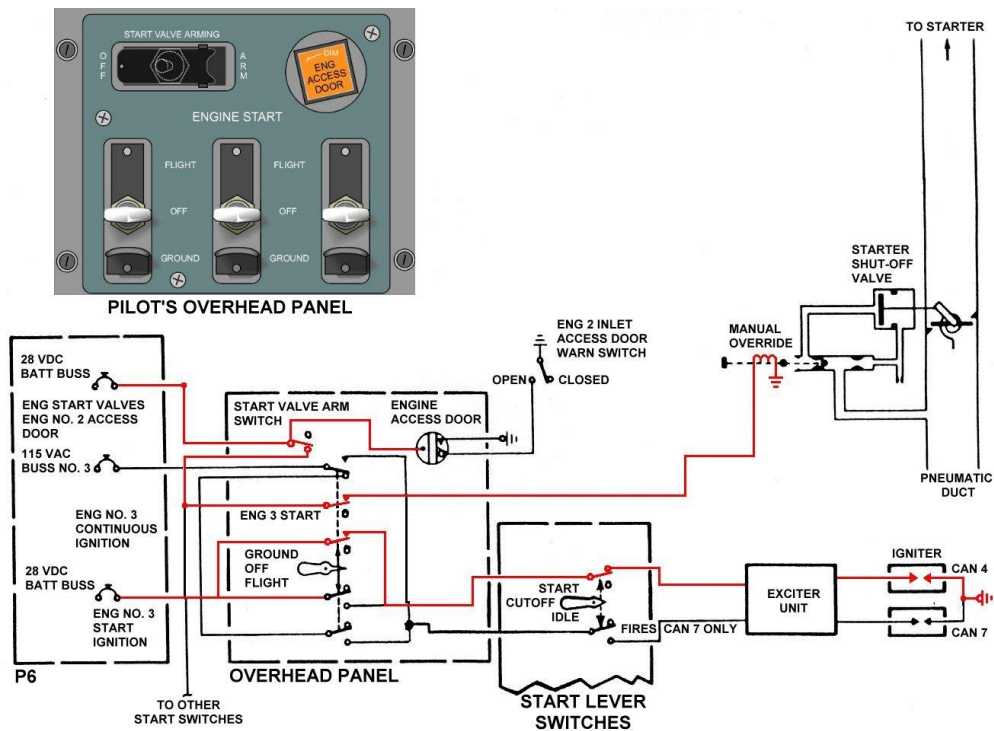 START VALVE ARMING
OFF
ARM
DIM
ENG
ACCESS
DOOR
ENGINE START
FLIGHT
FLIGHT
OFF
OFF
GROUND
GROUND
PILOT'S OVERHEAD PANEL
TO STARTER
STARTER
SHUT-OFF
VALVE
MANUAL
OVERRIDE
PNEUMATIC
DUCT
ENG 2 INLET
ACCESS DOOR
WARN SWITCH
OPEN
CLOSED
28 VDC
BATT BUSS
ENG START VALVES
ENG NO. 2 ACCESS
DOOR
115 VAC
BUSS NO. 3
ENG NO. 3
CONTINUOUS
IGNITION
28 VDC
BATT BUSS
ENG NO. 3
START
IGNITION
P6
START VALVE ARM
SWITCH
ENGINE
ACCESS DOOR
ENG 3 START
GROUND
OFF
FLIGHT
OVERHEAD PANEL
TO OTHER
START SWITCHES
START
CUTOFF
IDLE
FIRES CAN 7 ONLY
START LEVER
SWITCHES
EXCITER
UNIT
IGNITER
CAN 4
CAN 7